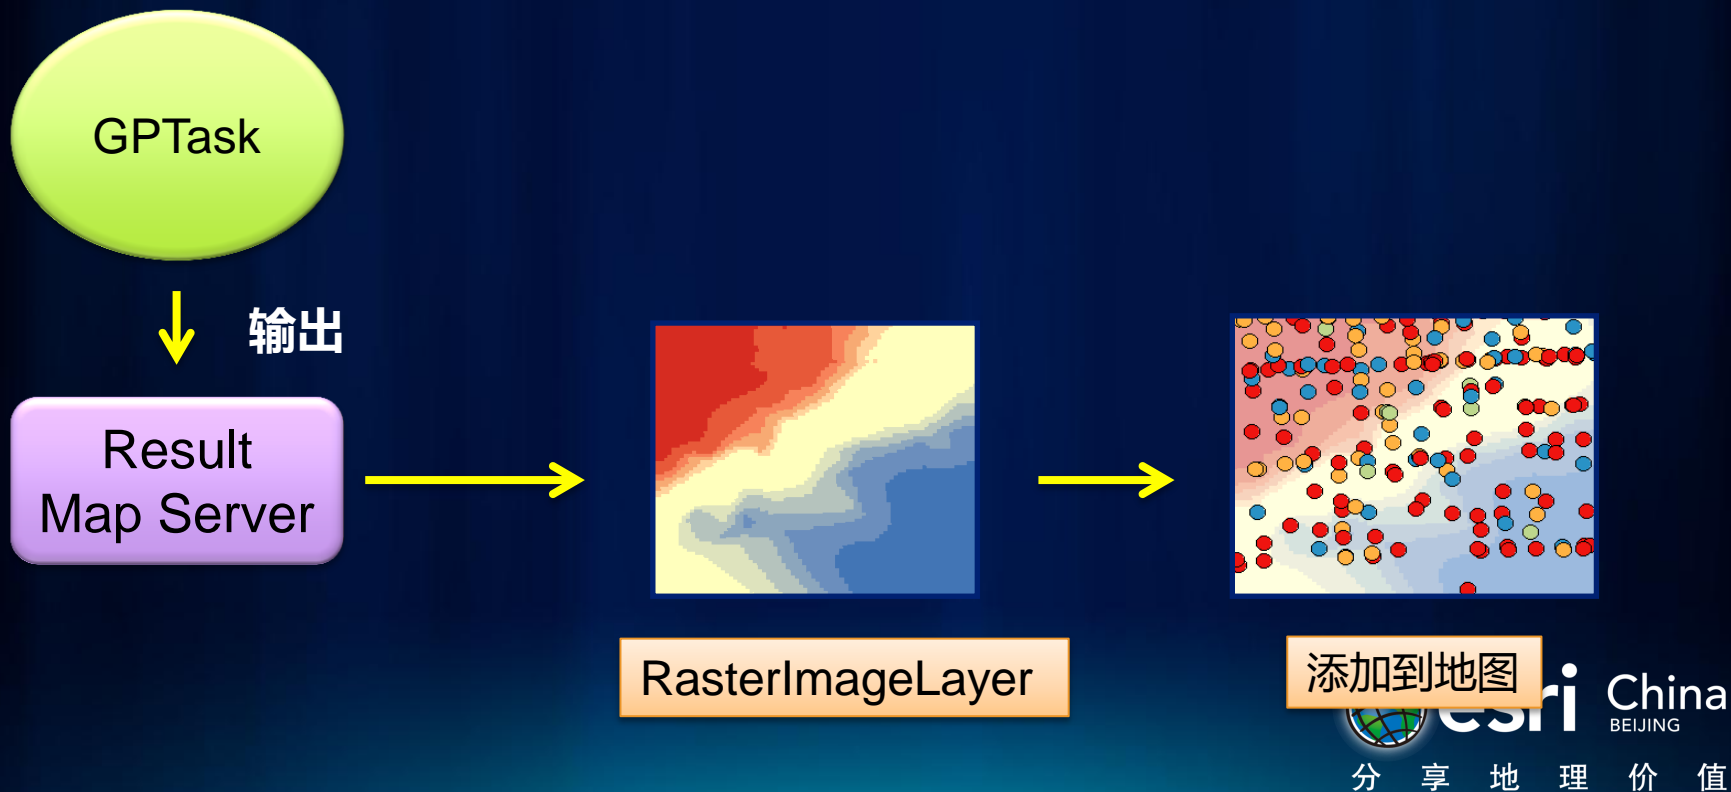 GPTask
输出
Result
Map Server
RasterImageLayer
添加到地图
esri China
BEIJING
分享地理价值